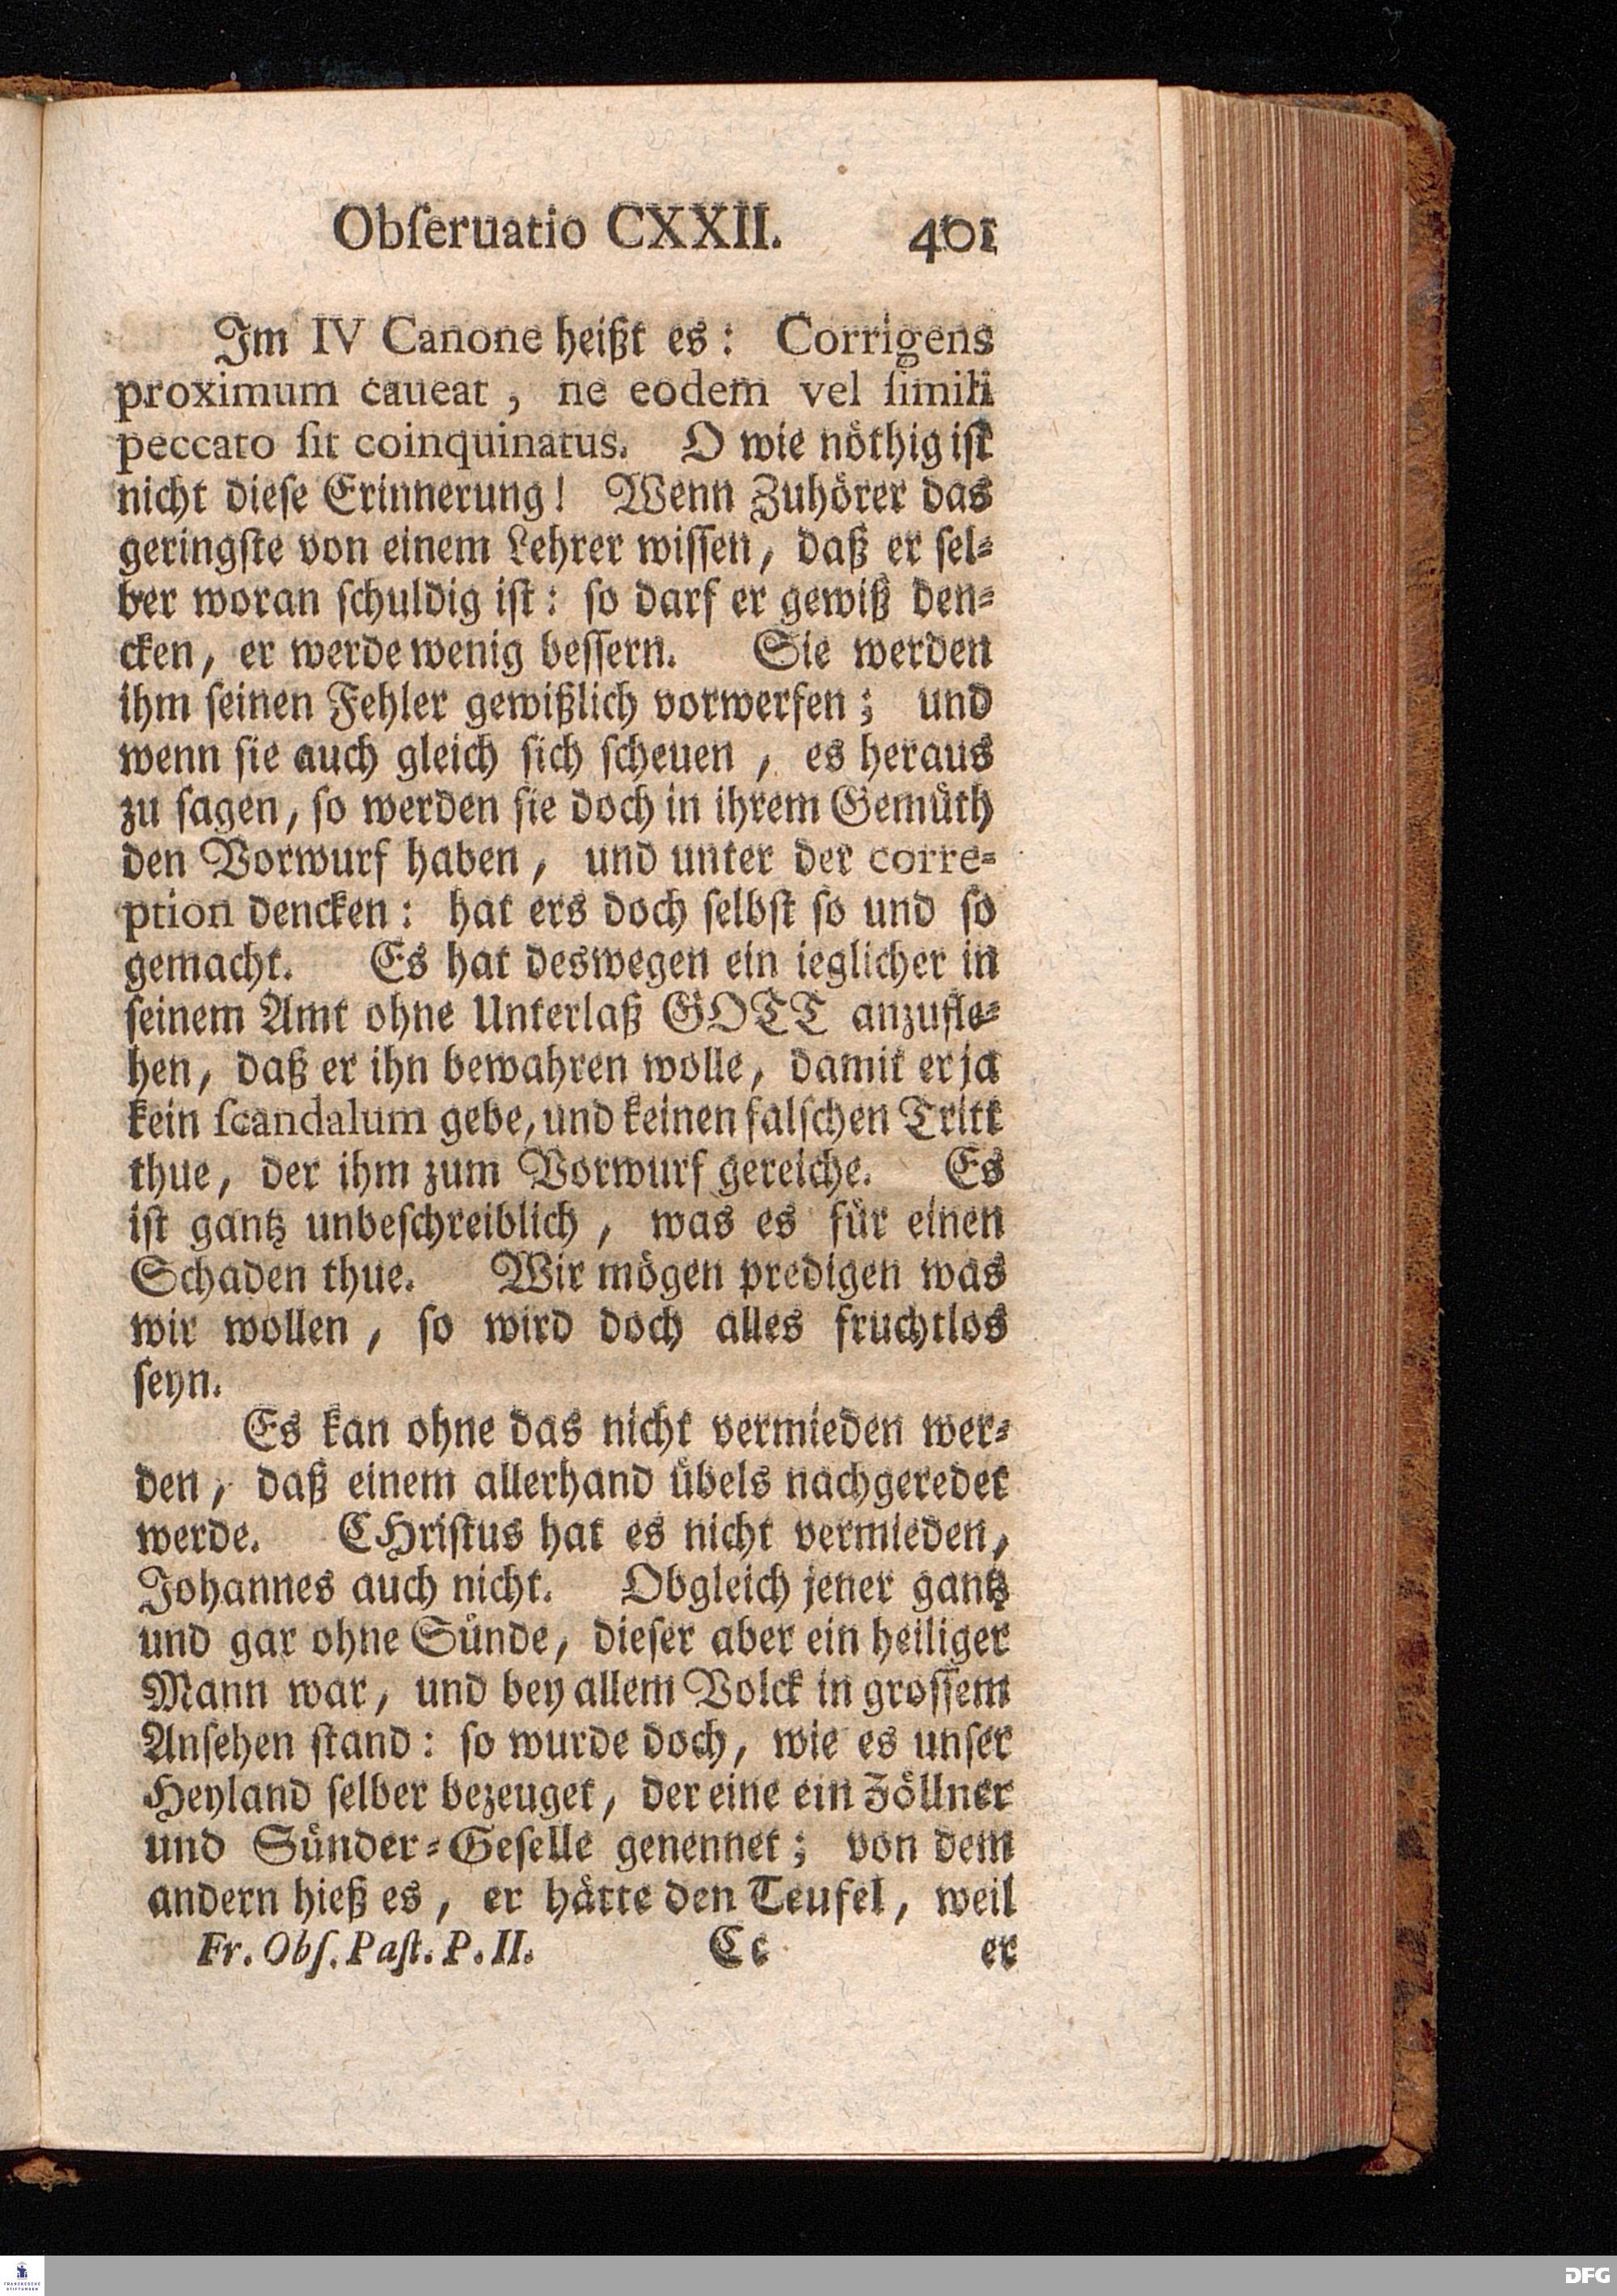 Obſeruatio CXXII. 401
Im IV Canone heißt es: Corrigens
proximum caueat, ne eodem vel ſimili
peccato ſit coinquinatus. O wie nöthig iſt
nicht dieſe Erinnerung! Wenn Zuhörer das
geringſte von einem Lehrer wiſſen, daß er ſel⸗
ber woran ſchuldig iſt: ſo darf er gewiß den⸗
cken, er werde wenig beſſern. Sie werden
ihm ſeinen Fehler gewißlich vorwerfen; und
wenn ſie auch gleich ſich ſcheuen, es heraus
zu ſagen, ſo werden ſie doch in ihrem Gemüth
den Vorwurf haben, und unter der corre⸗
ption dencken: hat ers doch ſelbſt ſo und ſo
gemacht. Es hat deswegen ein ieglicher in
ſeinem Amt ohne Unterlaß GOTT anzufle⸗
hen, daß er ihn bewahren wolle, damit er ja
kein ſcandalum gebe, und keinen falſchen Tritt
thue, der ihm zum Vorwurf gereiche. Es
iſt gantz unbeſchreiblich, was es für einen
Schaden thue. Wir mögen predigen was
wir wollen, ſo wird doch alles fruchtlos
ſeyn.
Es kan ohne das nicht vermieden wer⸗
den, daß einem allerhand übels nachgeredet
werde. CHriſtus hat es nicht vermieden,
Johannes auch nicht. Obgleich jener gantz
und gar ohne Sünde, dieſer aber ein heiliger
Mann war, und bey allem Volck in groſſem
Anſehen ſtand: ſo wurde doch, wie es unſer
Heyland ſelber bezeuget, der eine ein Zöllner
und Sünder⸗Geſelle genennet; von dem
andern hieß es, er hätte den Teufel, weil
Fr. Obſ. Paſt. P. II. Cc er
FRANCKESCHE
STIFTUNGEN
DFG